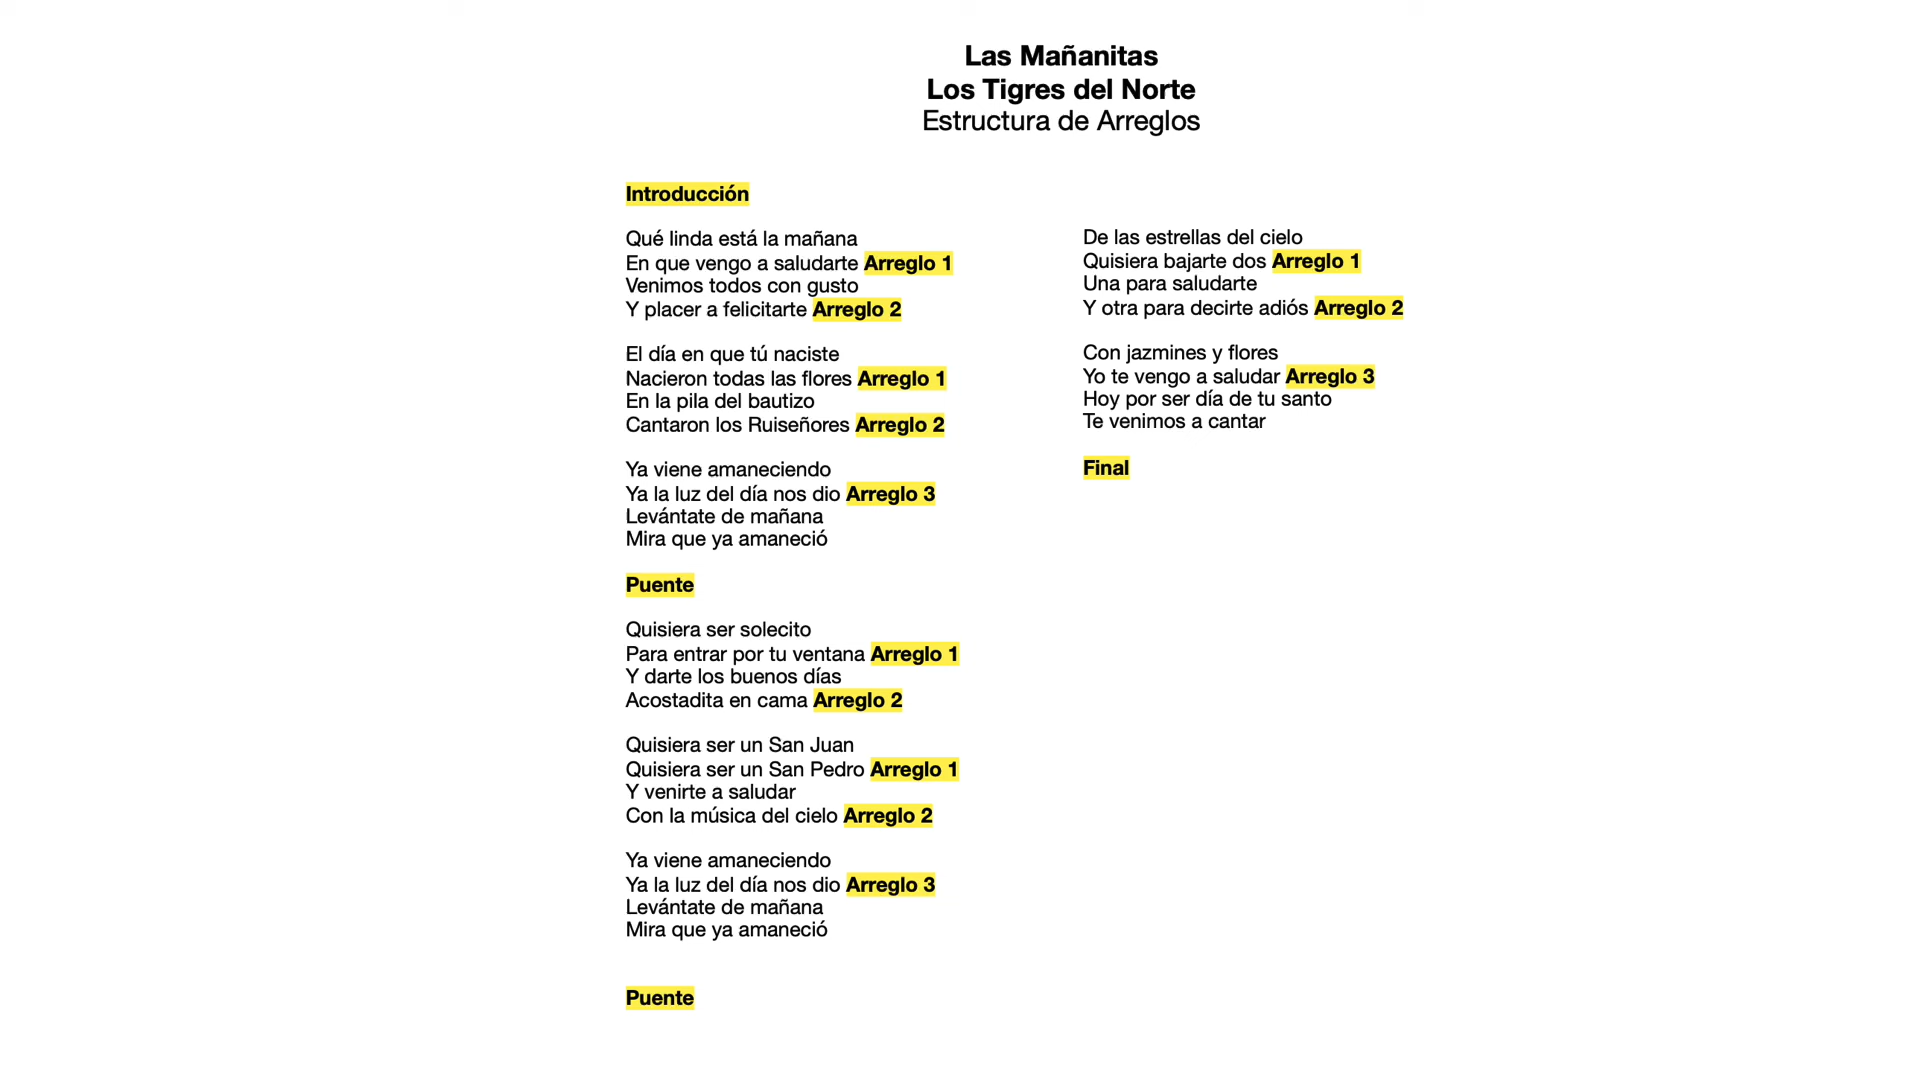 Las Mañanitas
Los Tigres del Norte
Estructura de Arreglos
Introducción
Qué linda está la mañana
En que vengo a saludarte Arreglo 1
Venimos todos con gusto
Y placer a felicitarte Arreglo 2
El día en que tú naciste
Nacieron todas las flores Arreglo 1
En la pila del bautizo
Cantaron los Ruiseñores Arreglo 2
Ya viene amaneciendo
Ya la luz del día nos dio Arreglo 3
Levántate de mañana
Mira que ya amaneció
Puente
Quisiera ser solecito
Para entrar por tu ventana Arreglo 1
Y darte los buenos días
Acostadita en cama Arreglo 2
Quisiera ser un San Juan
Quisiera ser un San Pedro Arreglo 1
Y venirte a saludar
Con la música del cielo Arreglo 2
Ya viene amaneciendo
Ya la luz del día nos dio Arreglo 3
Levántate de mañana
Mira que ya amaneció
Puente
De las estrellas del cielo
Quisiera bajarte dos Arreglo 1
Una para saludarte
Y otra para decirte adiós Arreglo 2
Con jazmines y flores
Yo te vengo a saludar Arreglo 3
Hoy por ser día de tu santo
Te venimos a cantar
Final